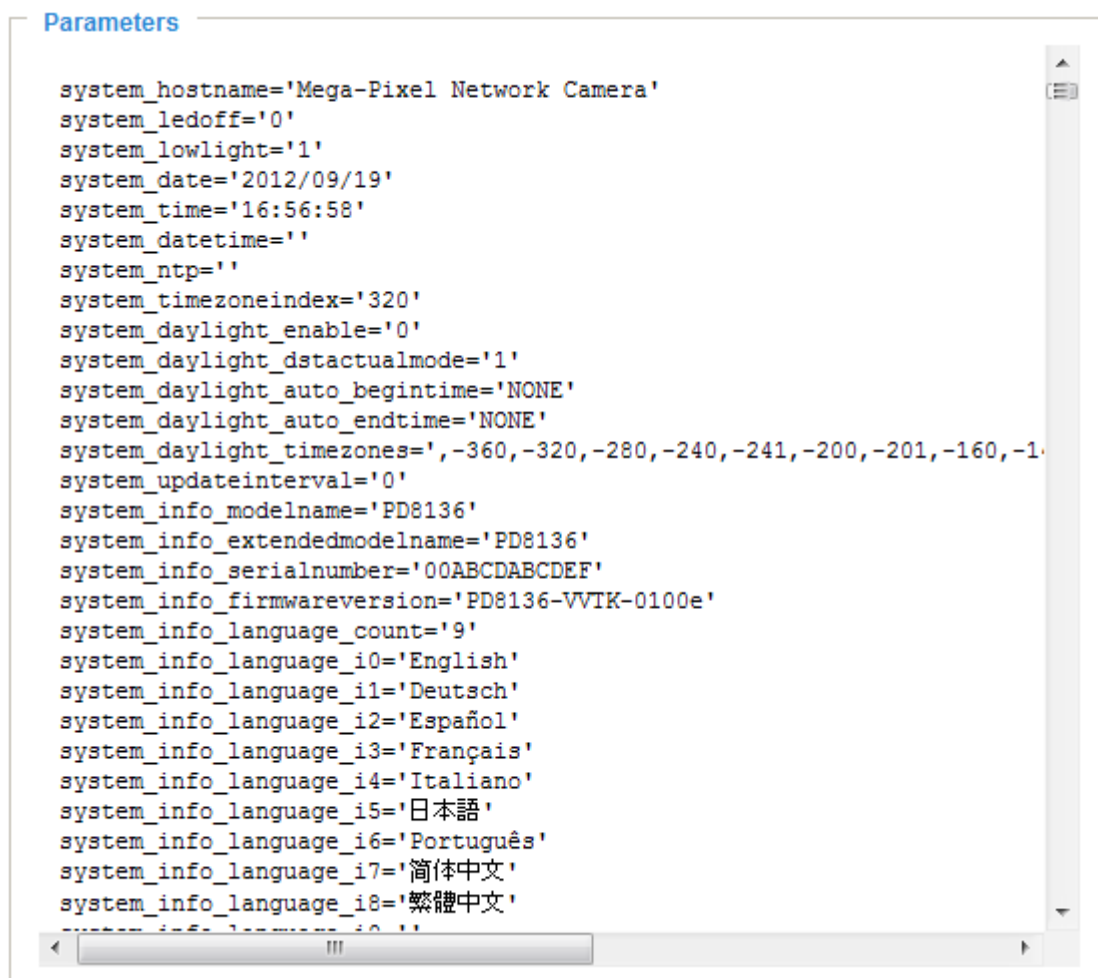 Parameters
system_hostname='Mega-Pixel Network Camera'
system_ledoff='0'
system_lowlight='1'
system_date='2012/09/19'
system_time='16:56:58'
system_datetime=''
system_ntp=''
system_timezoneindex='320'
system_daylight_enable='0'
system_daylight_dstactualmode='1'
system_daylight_auto_begintime='NONE'
system_daylight_auto_endtime='NONE'
system_daylight_timezones=',-360,-320,-280,-240,-241,-200,-201,-160,-1
system_updateinterval='0'
system_info_modelname='PD8136'
system_info_extendedmodelname='PD8136'
system_info_serialnumber='00ABCDABCDEF'
system_info_firmwareversion='PD8136-VVTK-0100e'
system_info_language_count='9'
system_info_language_i0='English'
system_info_language_i1='Deutsch'
system_info_language_i2='Español'
system_info_language_i3='Français'
system_info_language_i4='Italiano'
system_info_language_i5='日本語'
system_info_language_i6='Português'
system_info_language_i7='简体中文'
system_info_language_i8='繁體中文'